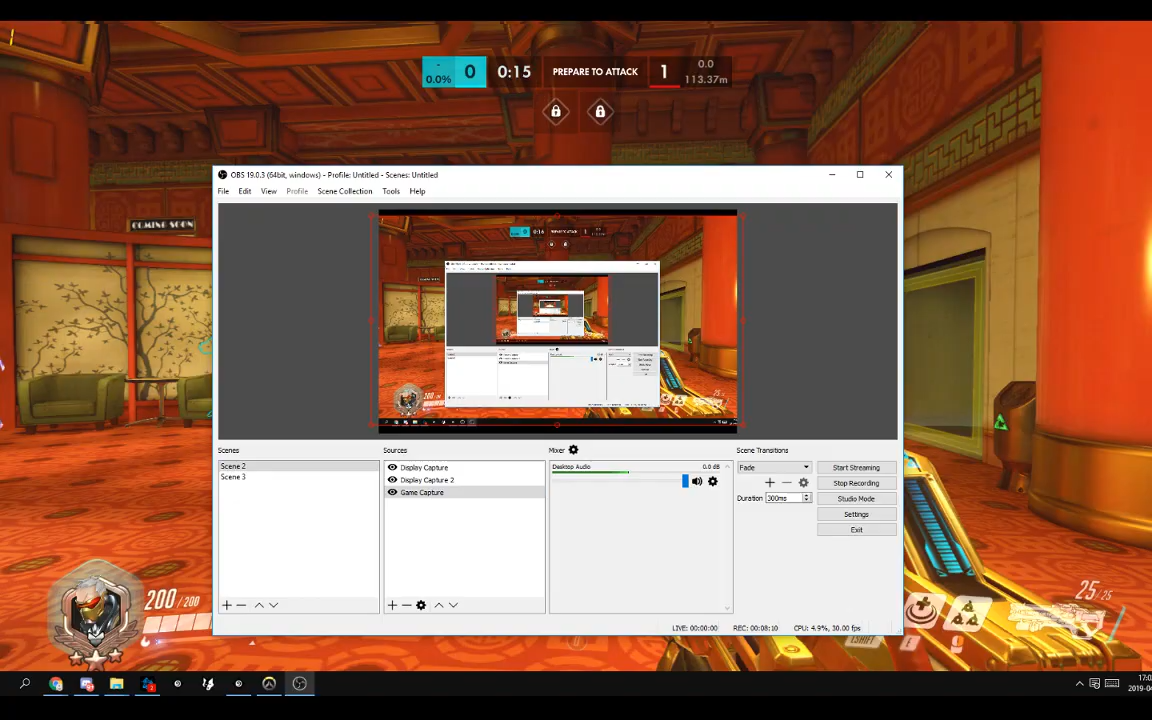 -
0.0%
0
0:15
PREPARE TO ATTACK
1
0.0
113.37m
COMING SOON
OBS 19.0.3 (64bit, windows) - Profile: Untitled - Scenes: Untitled
File Edit View Profile Scene Collection Tools Help
Scenes
Scene 2
Scene 3
Sources
Display Capture
Display Capture 2
Game Capture
Mixer
Desktop Audio 0.0 dB
Scene Transitions
Fade
Duration 300ms
Start Streaming
Stop Recording
Studio Mode
Settings
Exit
LIVE: 00:00:00 REC: 00:08:10 CPU: 4.9%, 30.00 fps
200/200
25/25
17:0
2019-04